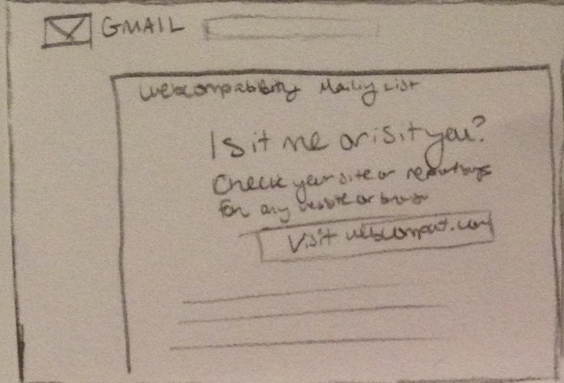 GMAIL
Webcompatibility Mailing List
Is it me or is it you?
Check your site or report bugs
for any website or browser
Visit webcompat.com